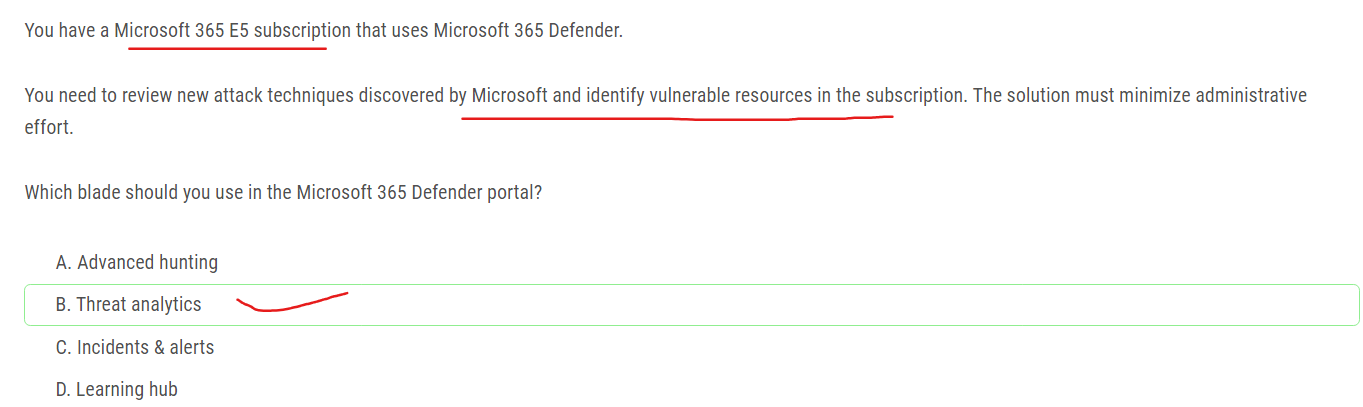 You have a Microsoft 365 E5 subscription that uses Microsoft 365 Defender.
You need to review new attack techniques discovered by Microsoft and identify vulnerable resources in the subscription. The solution must minimize administrative
effort.
Which blade should you use in the Microsoft 365 Defender portal?
A. Advanced hunting
B. Threat analytics
C. Incidents & alerts
D. Learning hub